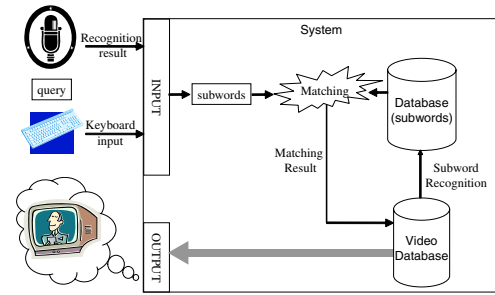 System
Recognition
result
query
Keyboard
input
INPUT
subwords
Matching
Database
(subwords)
Matching
Result
Subword
Recognition
Video
Database
OUTPUT